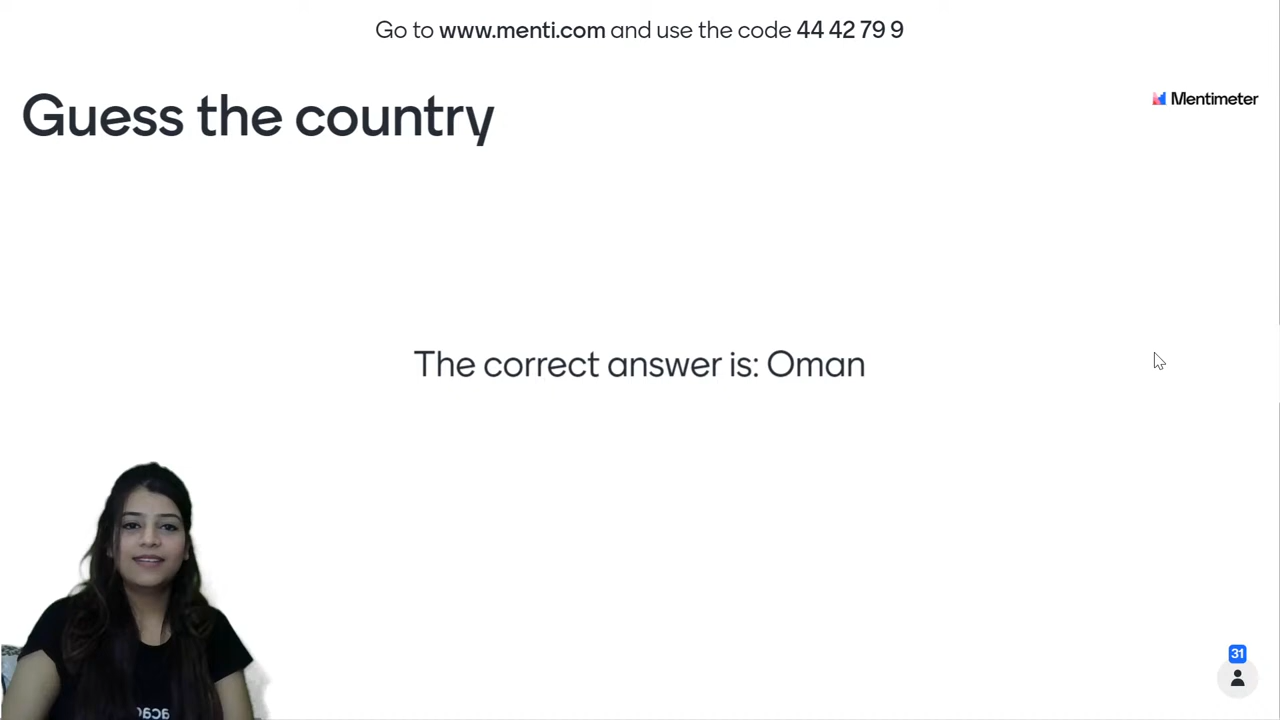 Go to www.menti.com and use the code 44 42 79 9
Guess the country
Mentimeter
The correct answer is: Oman
31